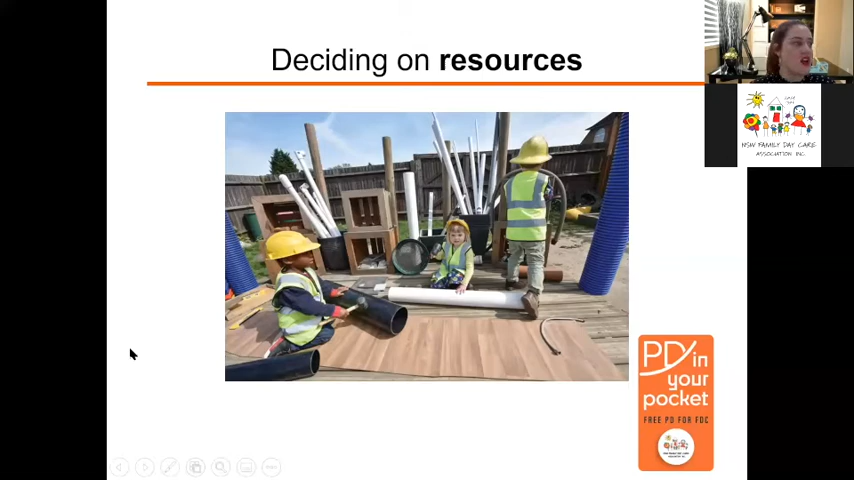 Deciding on resources
NSW FAMILY DAY CARE
ASSOCIATION INC.
PD in
your
pocket
FREE PD FOR FDC